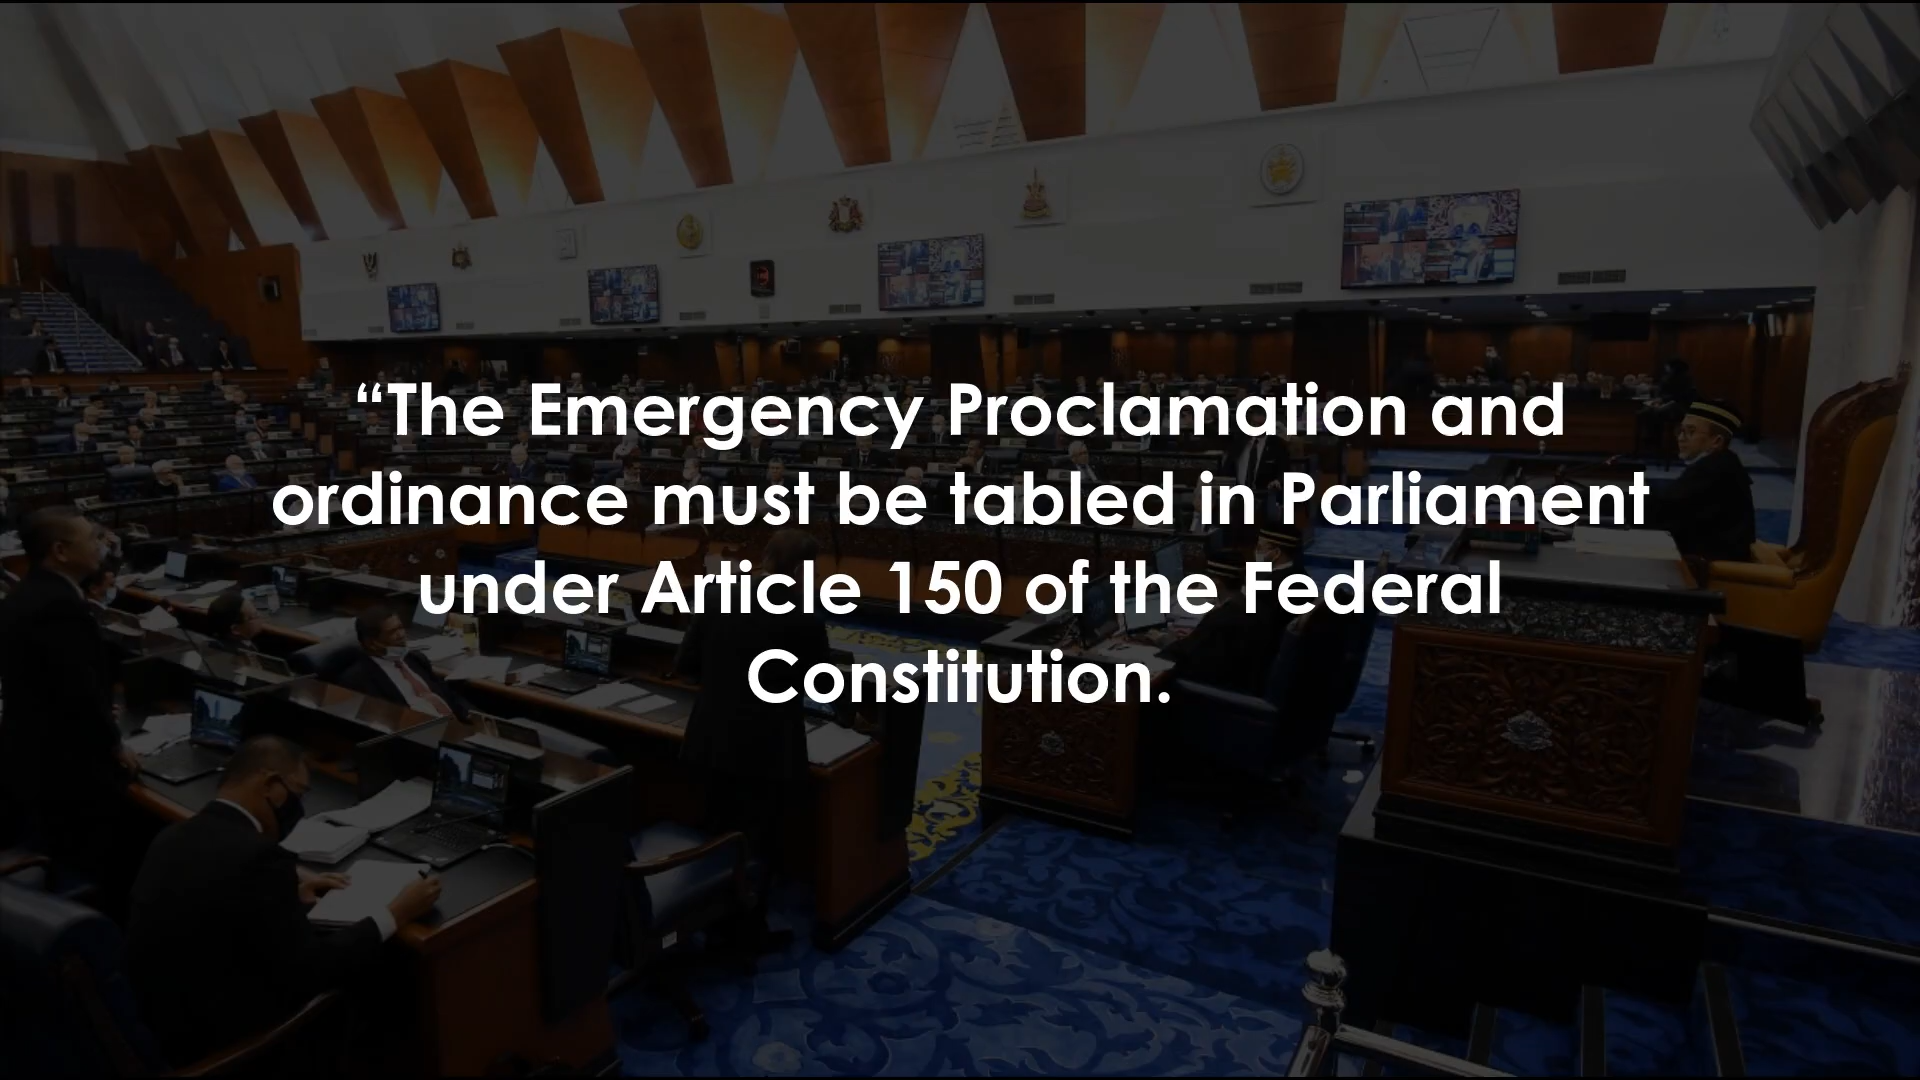 “The Emergency Proclamation and
ordinance must be tabled in Parliament
under Article 150 of the Federal
Constitution.